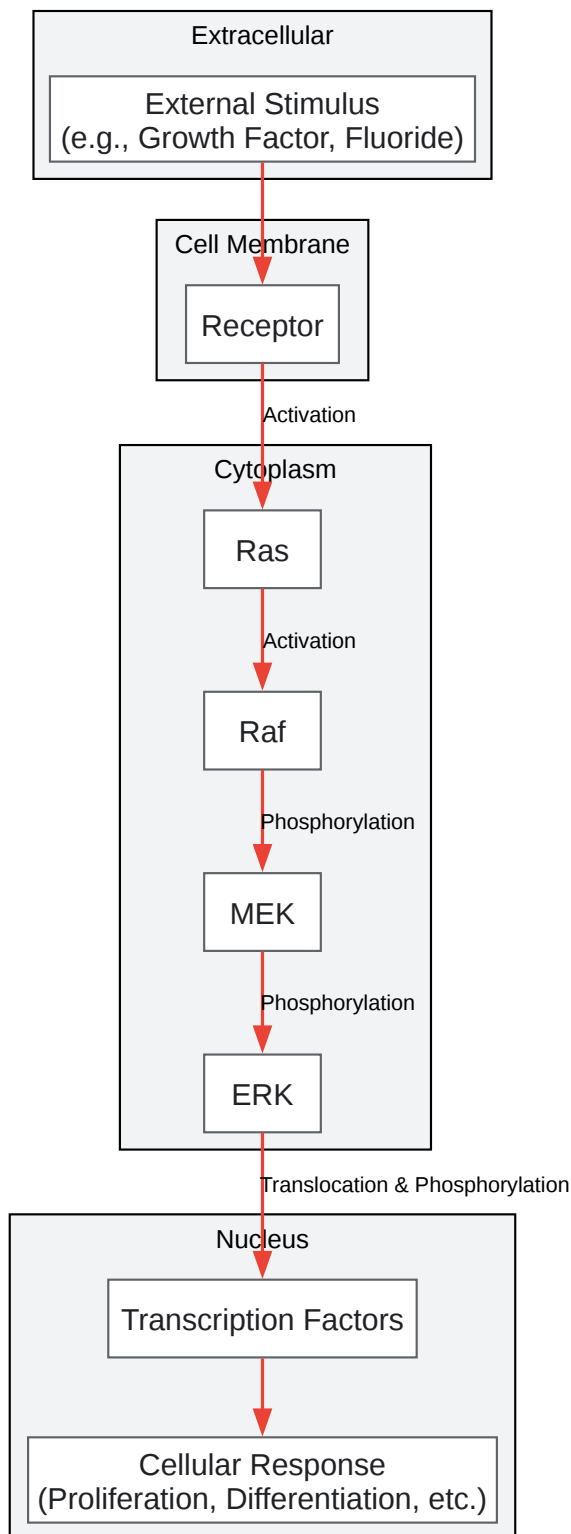 Extracellular
External Stimulus
(e.g., Growth Factor, Fluoride)
Cell Membrane
Receptor
Activation
Cytoplasm
Ras
Activation
Raf
Phosphorylation
MEK
Phosphorylation
ERK
Translocation & Phosphorylation
Nucleus
Transcription Factors
Cellular Response
(Proliferation, Differentiation, etc.)